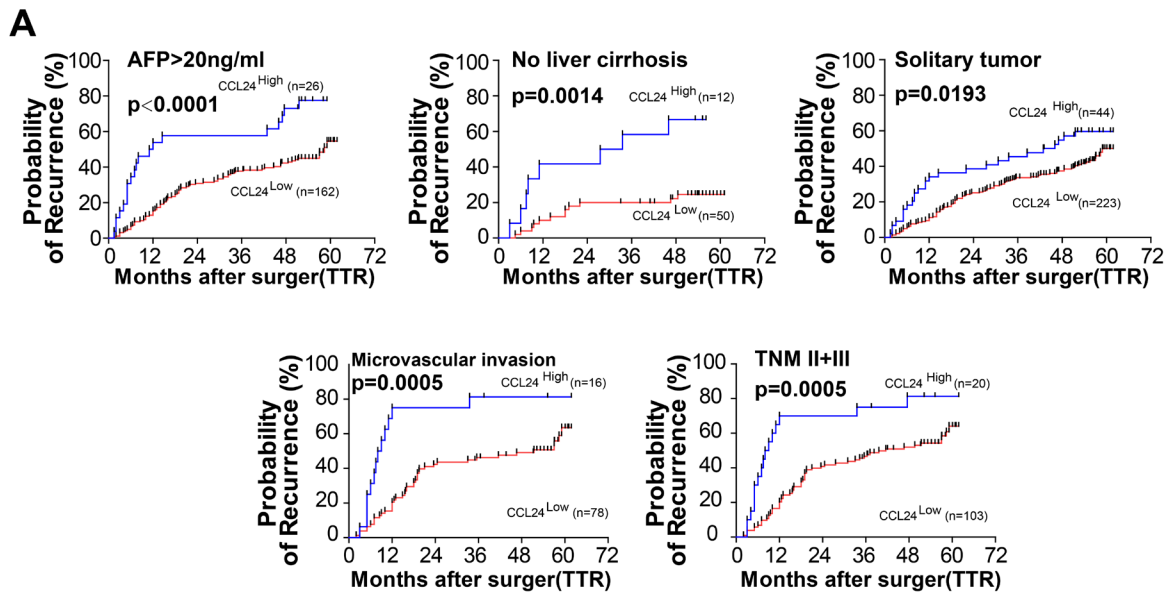 A
AFP>20ng/ml
p<0.0001
CCL24 High (n=26)
CCL24 Low (n=162)
Probability
of Recurrence (%)
100
80
60
40
20
0
0 12 24 36 48 60 72
Months after surger(TTR)
No liver cirrhosis
p=0.0014
CCL24 High (n=12)
CCL24 Low (n=50)
Probability
of Recurrence (%)
100
80
60
40
20
0
0 12 24 36 48 60 72
Months after surger(TTR)
Solitary tumor
p=0.0193
CCL24 High (n=44)
CCL24 Low (n=223)
Probability
of Recurrence (%)
100
80
60
40
20
0
0 12 24 36 48 60 72
Months after surger(TTR)
Microvascular invasion
p=0.0005
CCL24 High (n=16)
CCL24 Low (n=78)
Probability
of Recurrence (%)
100
80
60
40
20
0
0 12 24 36 48 60 72
Months after surger(TTR)
TNM II+III
p=0.0005
CCL24 High (n=20)
CCL24 Low (n=103)
Probability
of Recurrence (%)
100
80
60
40
20
0
0 12 24 36 48 60 72
Months after surger(TTR)